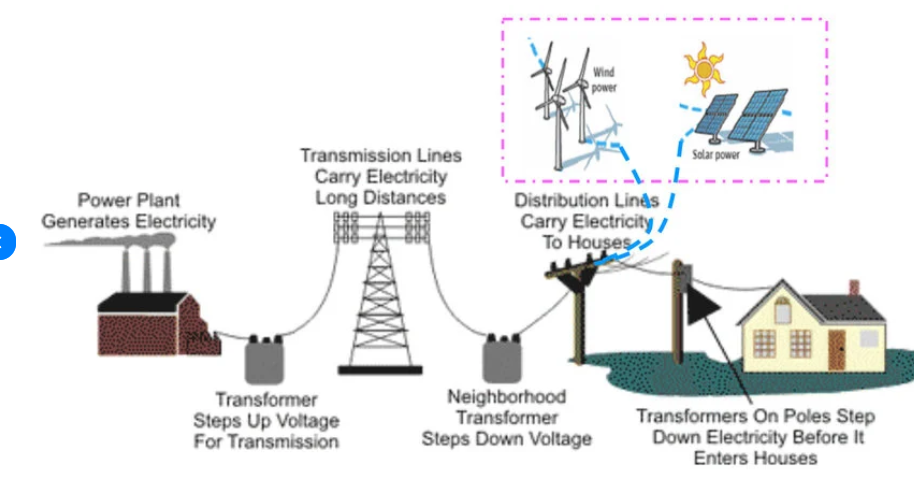 Wind
power
Solar power
Transmission Lines
Carry Electricity
Long Distances
Power Plant
Generates Electricity
Distribution Lines
Carry Electricity
To Houses
Transformer
Steps Up Voltage
For Transmission
Neighborhood
Transformer
Steps Down Voltage
Transformers On Poles Step
Down Electricity Before It
Enters Houses